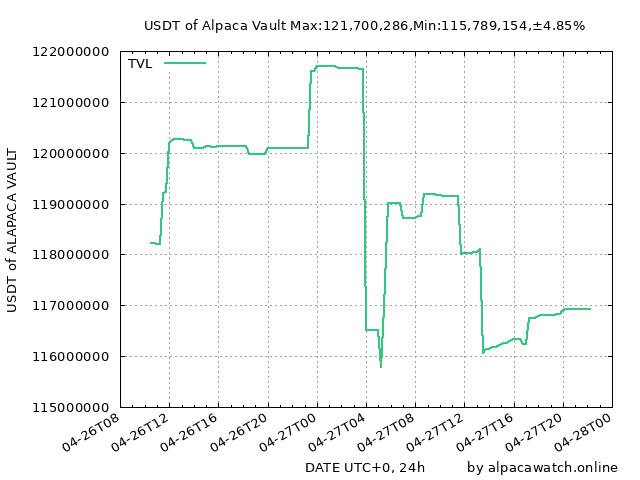 USDT of Alpaca Vault Max:121,700,286,Min:115,789,154,±4.85%
TVL
122000000
121000000
120000000
119000000
118000000
117000000
116000000
115000000
USDT of ALAPACA VAULT
04-26T08
04-26T12
04-26T16
04-26T20
04-27T00
04-27T04
04-27T08
04-27T12
04-27T16
04-27T20
04-28T00
DATE UTC+0, 24h
by alpacawatch.online